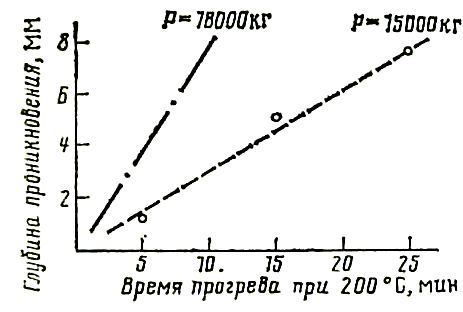 p=78000кг p=15000кг
Глубина проникновения, мм
8
6
4
2
5 10. 15 20 25
Время прогрева при 200°С, мин